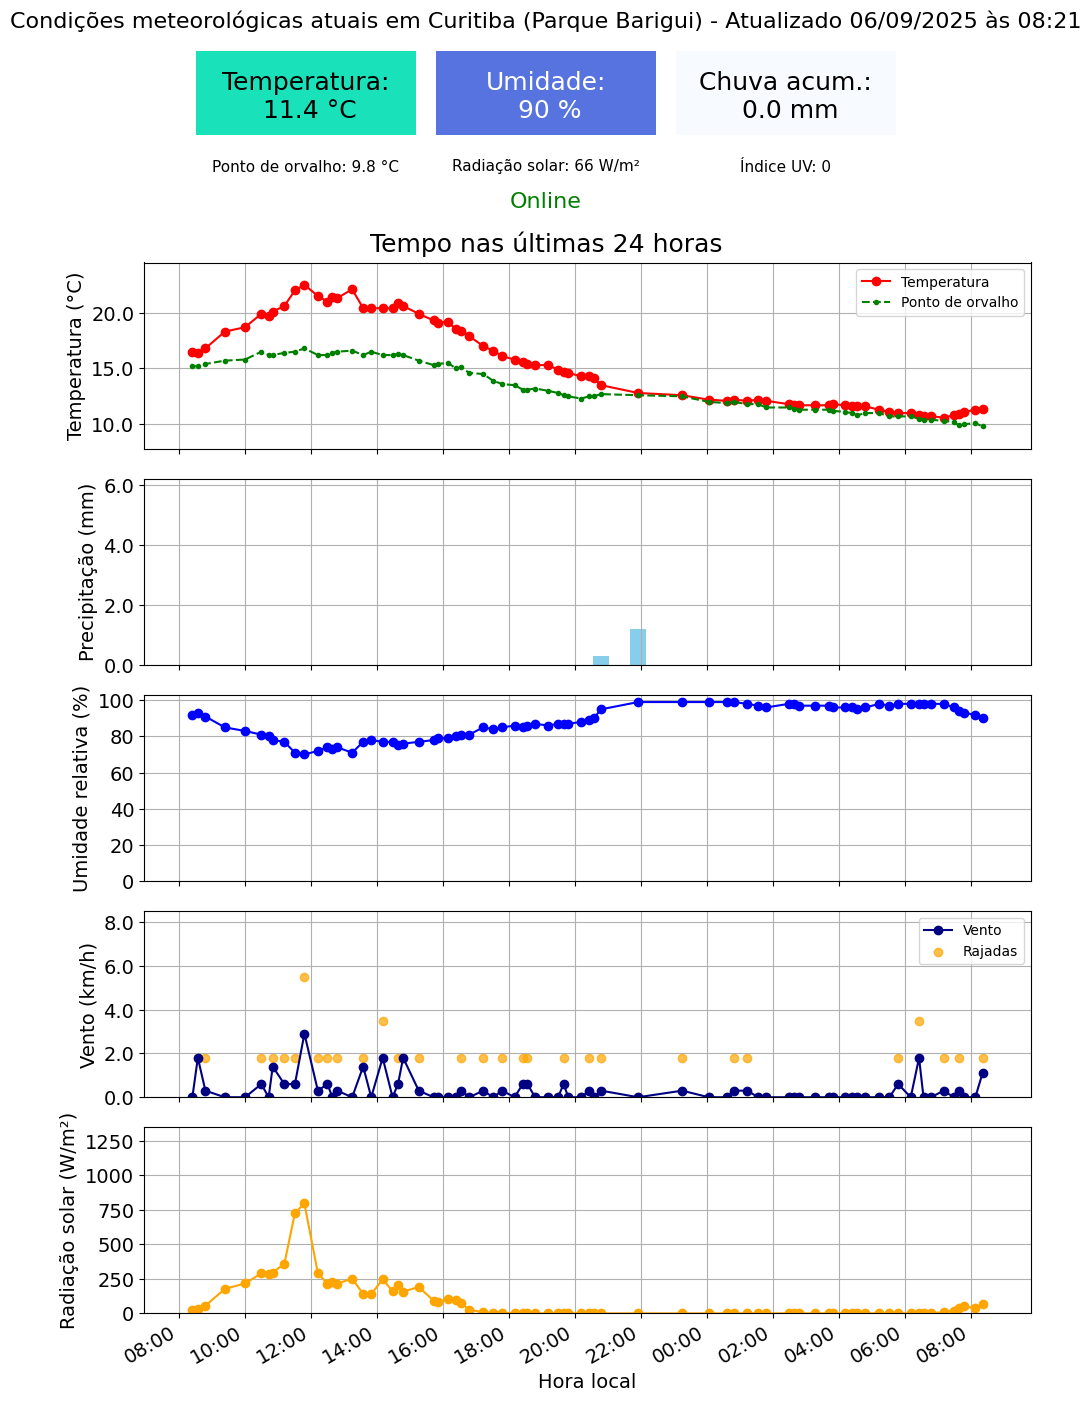 Condições meteorológicas atuais em Curitiba (Parque Barigui) - Atualizado 06/09/2025 às 08:21
Temperatura:
11.4 °C
Umidade:
90 %
Chuva acum.:
0.0 mm
Ponto de orvalho: 9.8 °C
Radiação solar: 66 W/m²
Índice UV: 0
Online
Tempo nas últimas 24 horas
Temperatura (°C)
20.0
15.0
10.0
Temperatura
Ponto de orvalho
Precipitação (mm)
6.0
4.0
2.0
0.0
Umidade relativa (%)
100
80
60
40
20
0
Vento (km/h)
8.0
6.0
4.0
2.0
0.0
Vento
Rajadas
Radiação solar (W/m²)
1250
1000
750
500
250
0
08:00
10:00
12:00
14:00
16:00
18:00
20:00
22:00
00:00
02:00
04:00
06:00
08:00
Hora local